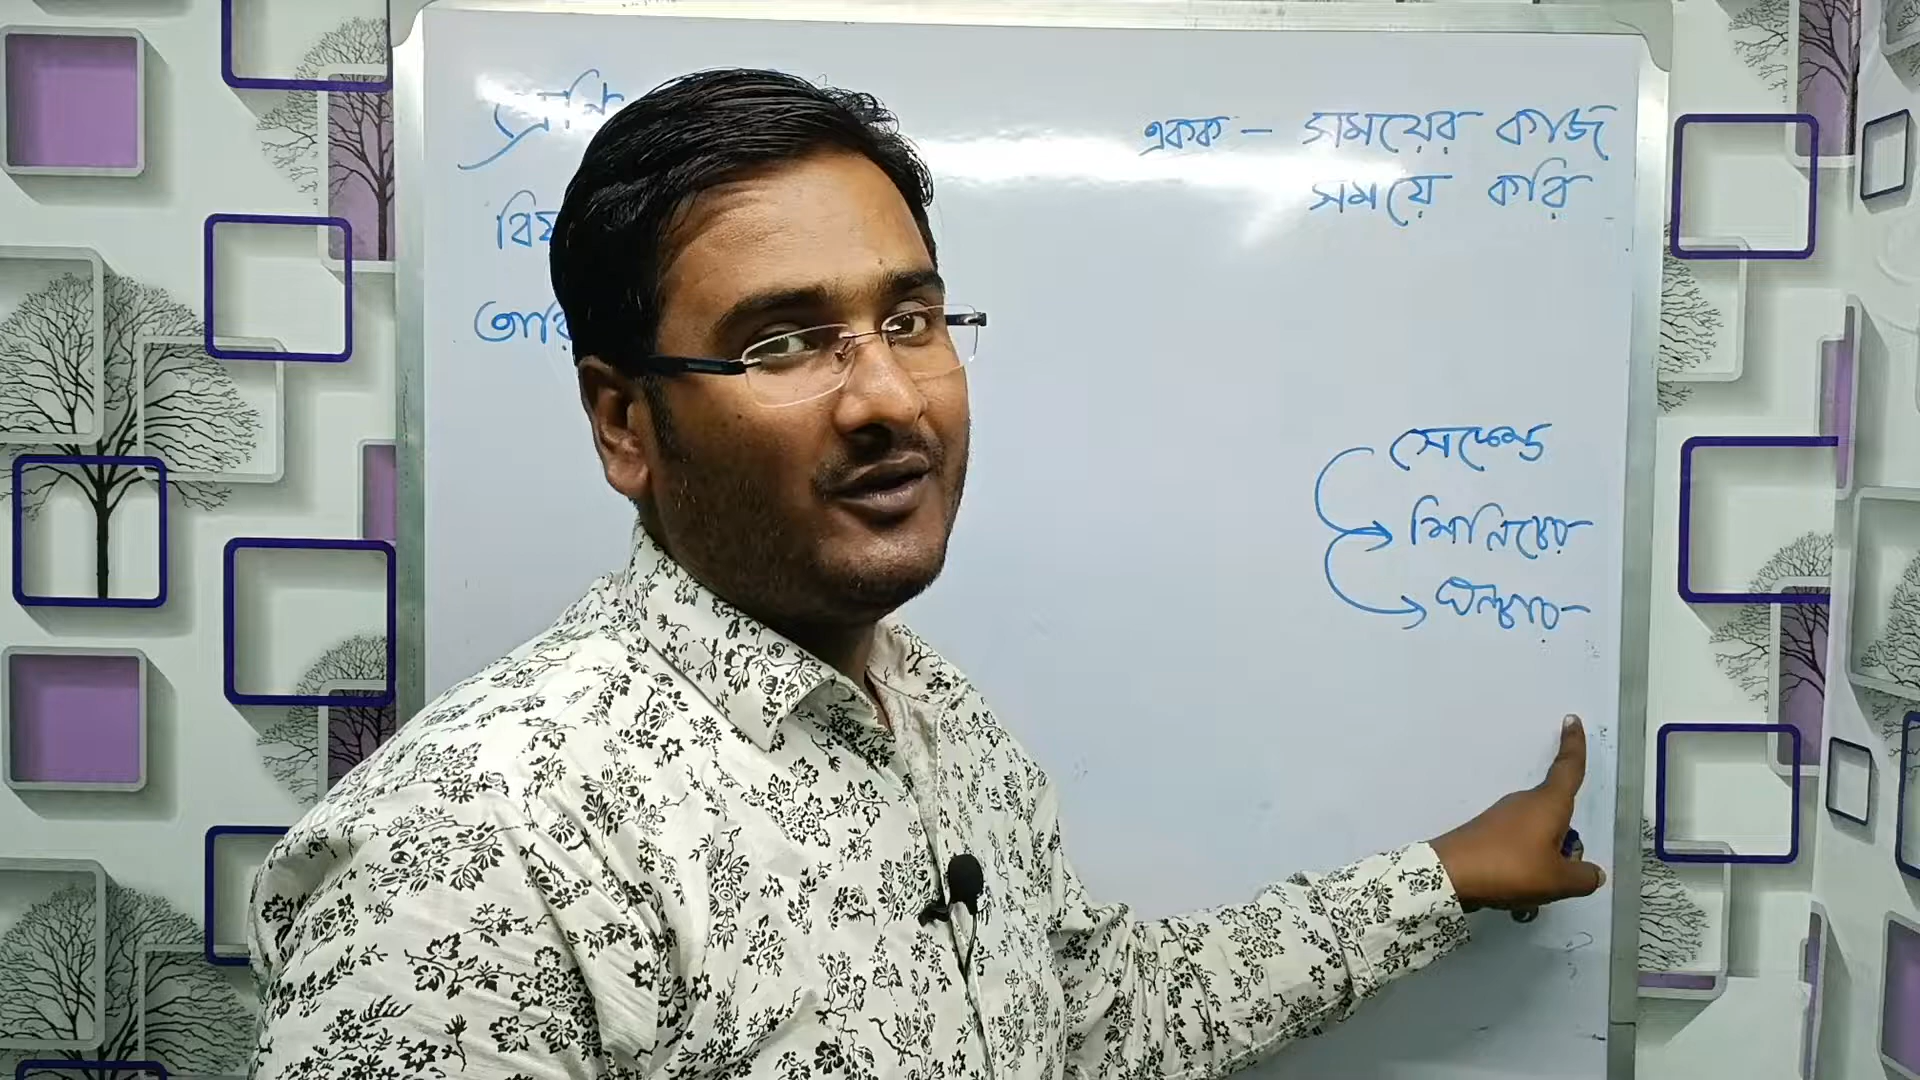 শ্রেণি
বিষ
তারি
একক - সময়ের কাজ
সময়ে করি
সেকেন্ড
মিনিটের
ঘন্টার